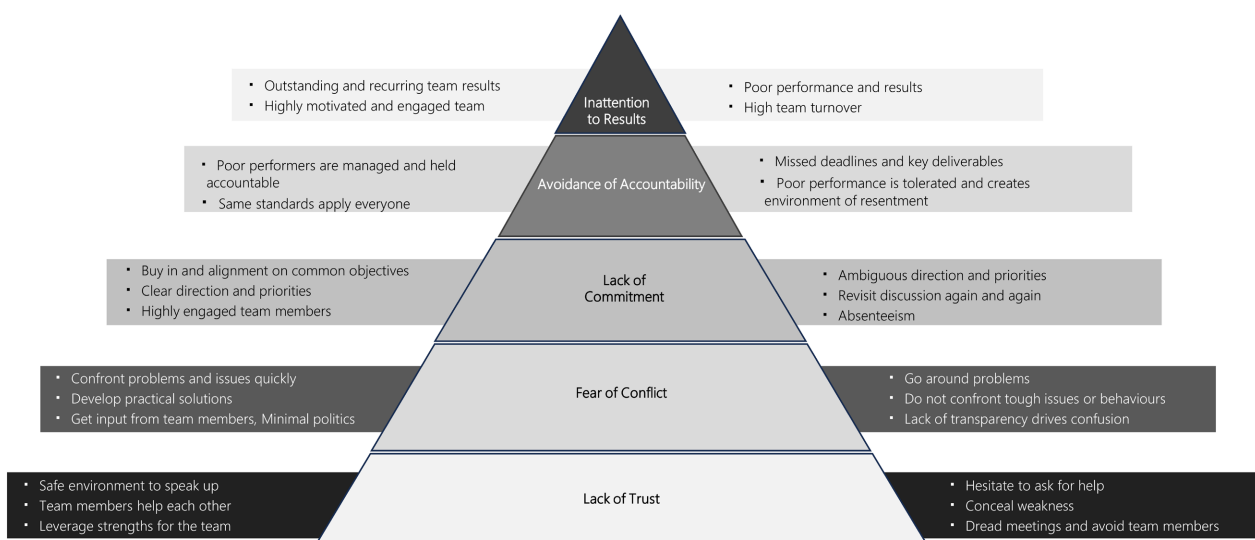 ▪ Outstanding and recurring team results
▪ Highly motivated and engaged team
Inattention
to Results
▪ Poor performance and results
▪ High team turnover
▪ Poor performers are managed and held
accountable
▪ Same standards apply everyone
Avoidance of Accountability
▪ Missed deadlines and key deliverables
▪ Poor performance is tolerated and creates
environment of resentment
▪ Buy in and alignment on common objectives
▪ Clear direction and priorities
▪ Highly engaged team members
Lack of
Commitment
▪ Ambiguous direction and priorities
▪ Revisit discussion again and again
▪ Absenteeism
▪ Confront problems and issues quickly
▪ Develop practical solutions
▪ Get input from team members, Minimal politics
Fear of Conflict
▪ Go around problems
▪ Do not confront tough issues or behaviours
▪ Lack of transparency drives confusion
▪ Safe environment to speak up
▪ Team members help each other
▪ Leverage strengths for the team
Lack of Trust
▪ Hesitate to ask for help
▪ Conceal weakness
▪ Dread meetings and avoid team members